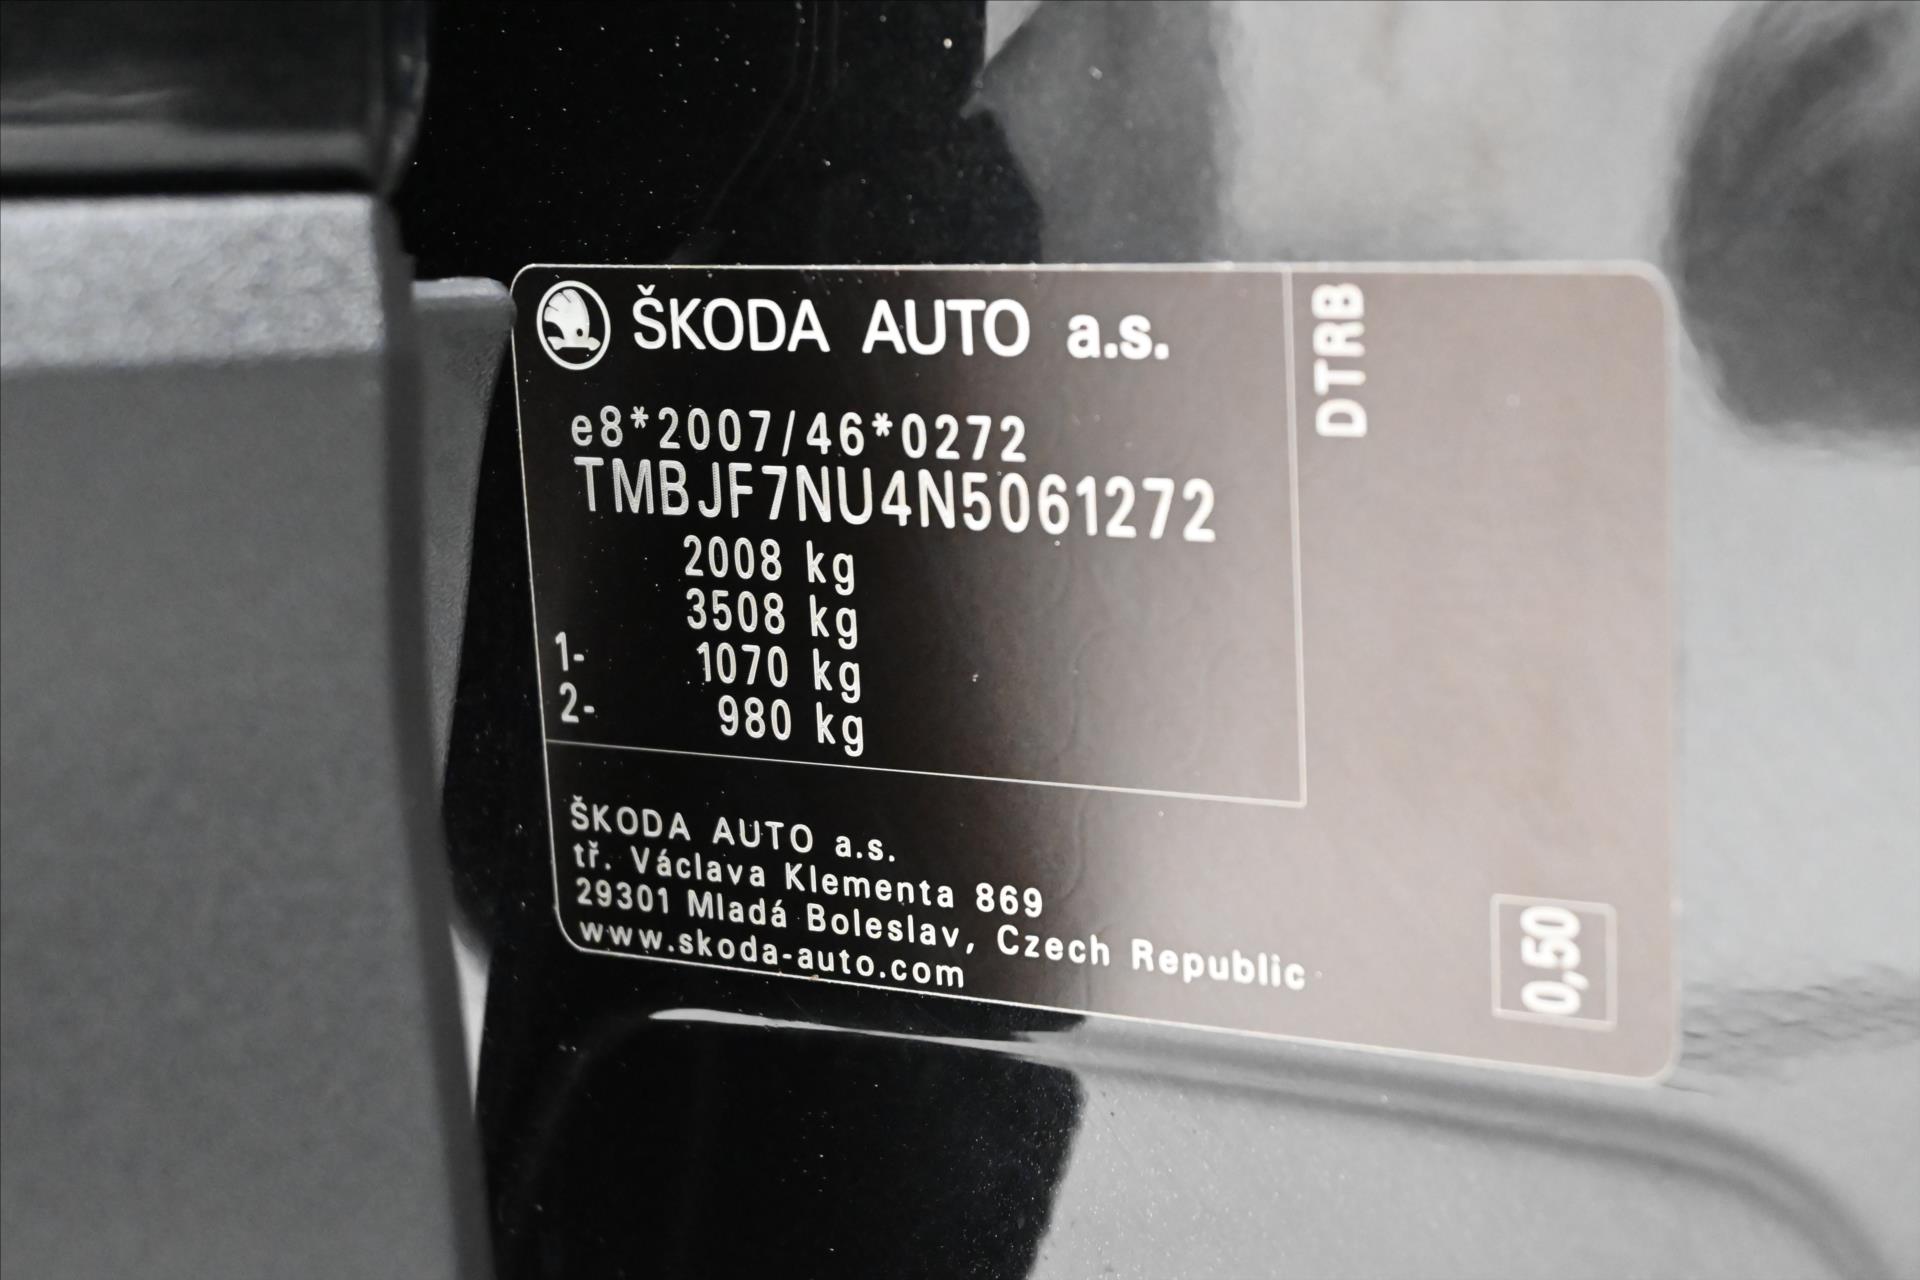 ŠKODA AUTO a.s.
e8*2007/46*0272
TMBJF7NU4N5061272
2008 kg
3508 kg
1- 1070 kg
2- 980 kg
DTRB
ŠKODA AUTO a.s.
tř. Václava Klementa 869
29301 Mladá Boleslav, Czech Republic
www.skoda-auto.com
0,50